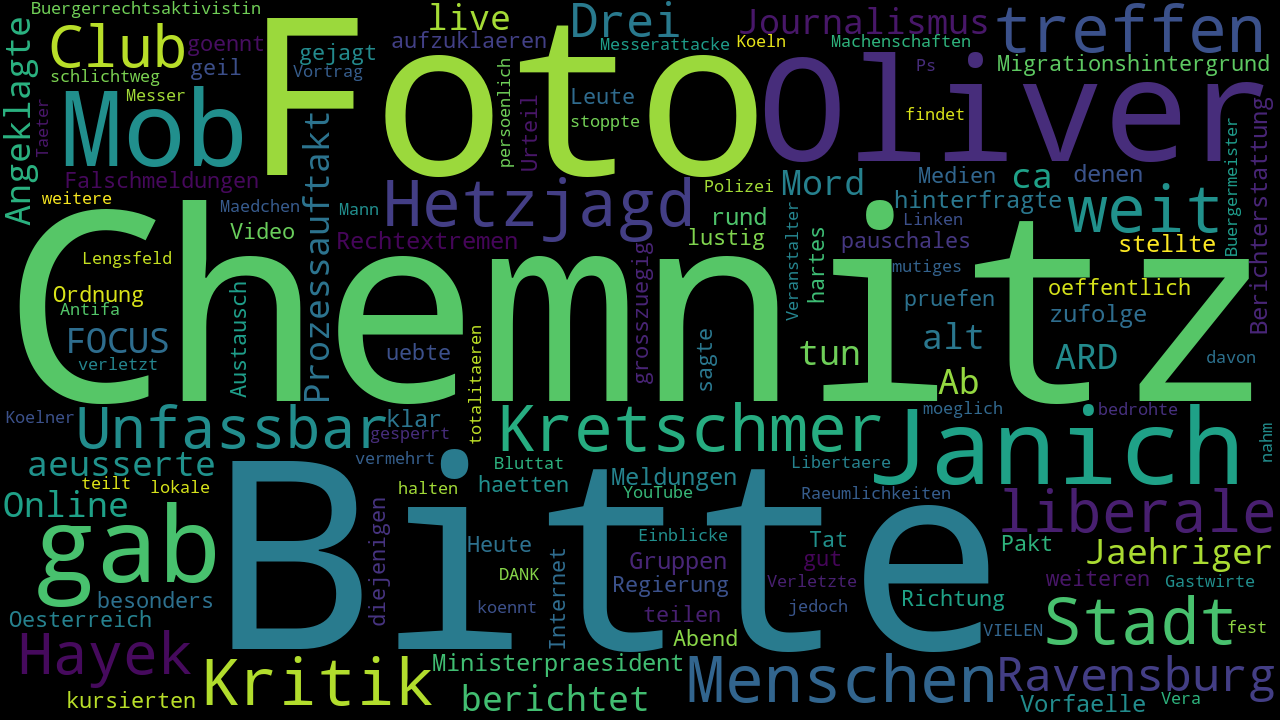 Buergerrechtsaktivistin
Club
goennt
geil
gejagt
Vortrag
schlichtweg
Messer
Angeklagte
Taeter
Mob
Foto
live
aufzuklaeren
Drei
Messerattacke
Koeln
Journalismus
Machenschaften
treffen
Migrationshintergrund
oliver
Ps
findet
persoenlich
Urteil
Leute
stoppte
Prozessauftakt
Falschmeldungen
weitere
Maedchen
Mann
Hetzjagd
Polizei
Mord
Medien
ca
denen
hinterfragte
Linken
weit
Buergermeister
Berichterstattung
Video
Rechtextremen
rund
lustig
Veranstalter
hartes
pauschales
mutiges
stellte
Lengsfeld
Ordnung
Antifa
Chemnitz
grosszuegig
pruefen
oeffentlich
zufolge
FOCUS
verletzt
Austausch
uebte
totalitaeren
sagte
tun
alt
Ab
ARD
davon
Koelner
Unfassbar
klar
gesperrt
Kretschmer
moeglich
bedrohte
Janich
nahm
aeusserte
teilt
lokale
vermehrt
Bluttat
halten
haetten
Meldungen
YouTube
Libertaere
Raeumlichkeiten
Online
gab
Bitte
diejenigen
Heute
DANK
koennt
Internet
Einblicke
Gruppen
Regierung
teilen
Abend
Tat
gut
Verletzte
jedoch
liberale
Pakt
Jaehriger
weiteren
Gastwirte
Richtung
VIELEN
Stadt
fest
besonders
Oesterreich
Hayek
kursierten
Kritik
Ministerpraesident
berichtet
Menschen
Ravensburg
Vorfaelle
Vera